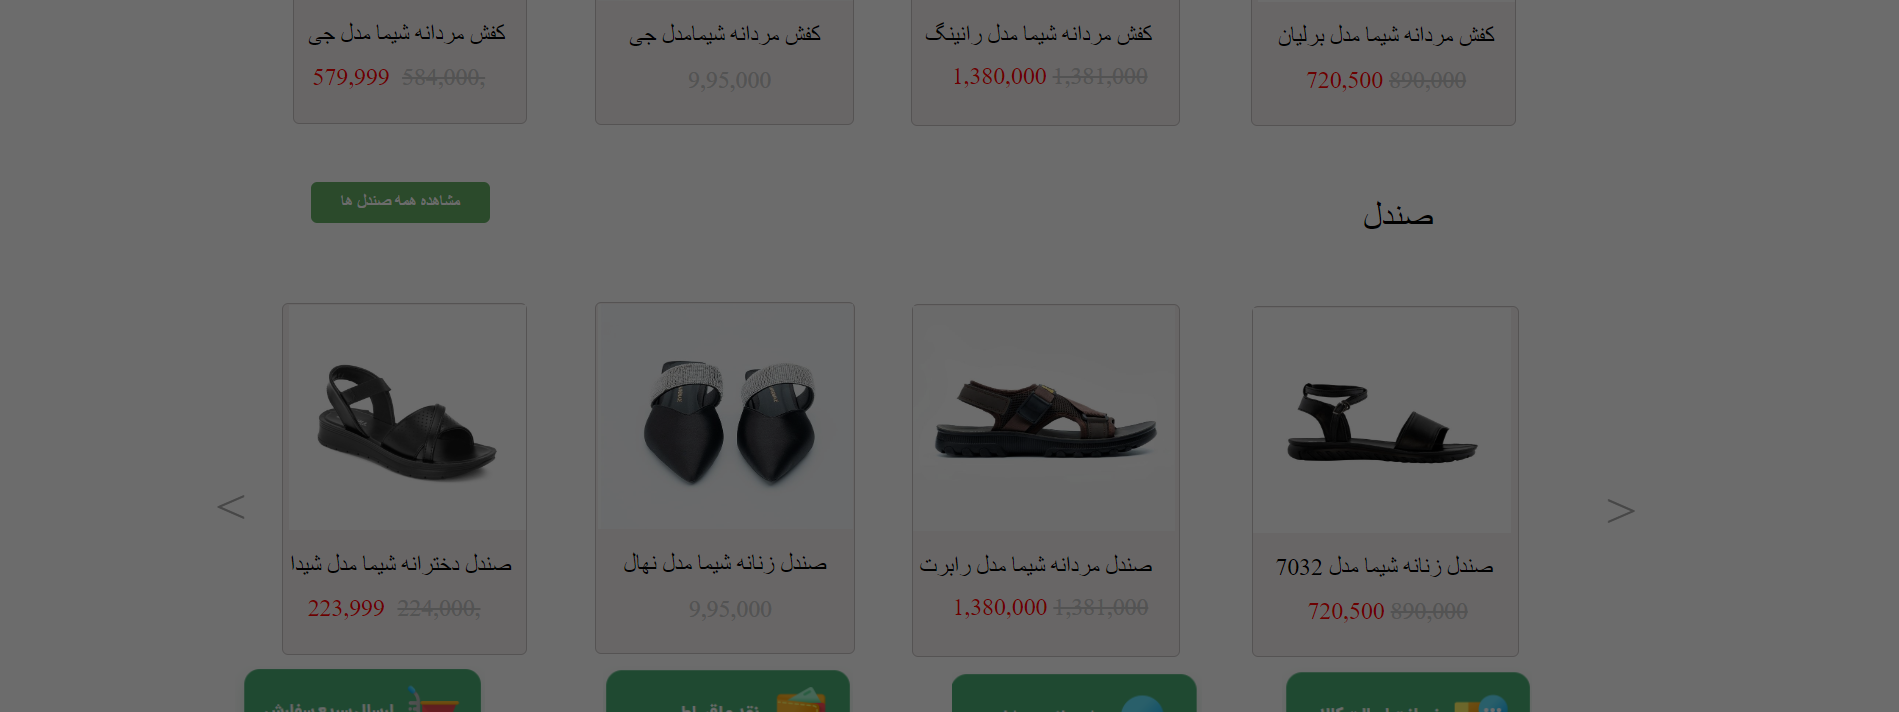 کفش مردانه شیما مدل برلیان
890,000 720,500
کفش مردانه شیما مدل رانینگ
1,381,000 1,380,000
کفش مردانه شیمامدل جی
9,95,000
کفش مردانه شیما مدل جی
584,000, 579,999
صندل
مشاهده همه صندل ها
صندل زنانه شیما مدل 7032
890,000 720,500
صندل مردانه شیما مدل رابرت
1,381,000 1,380,000
صندل زنانه شیما مدل نهال
9,95,000
صندل دخترانه شیما مدل شیدا
224,000, 223,999
ارسال سریع سفارش